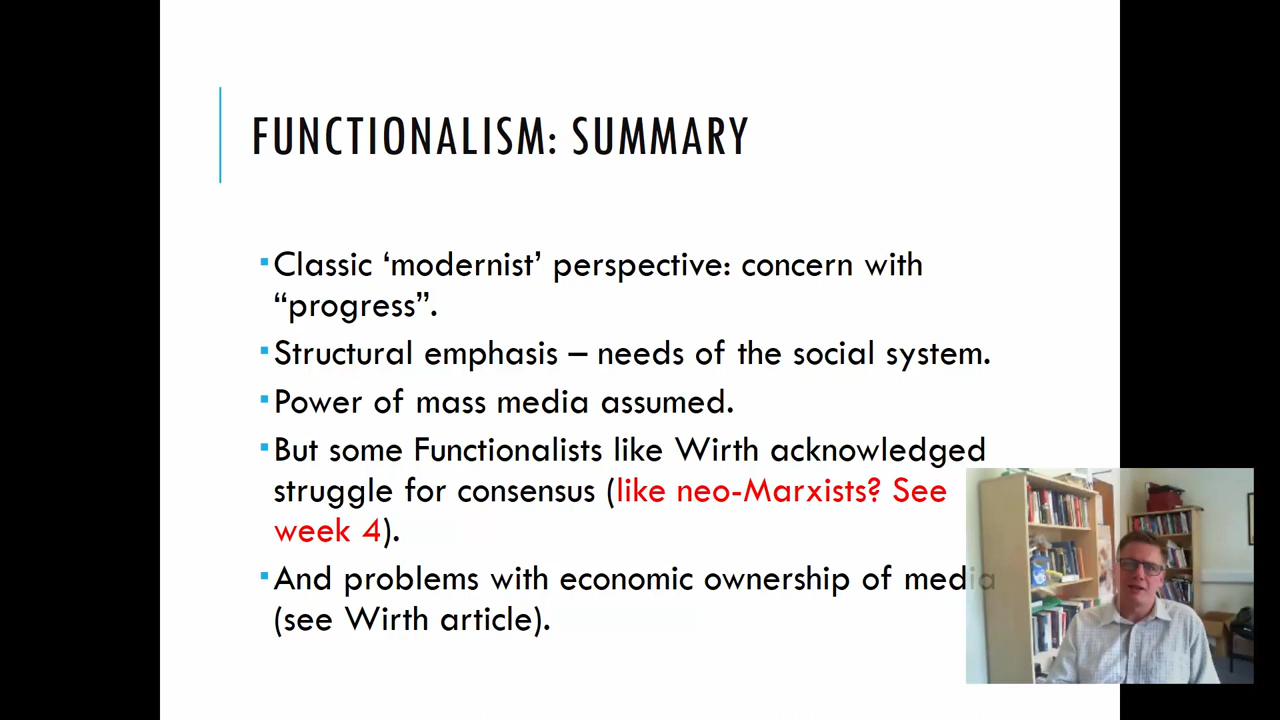 FUNCTIONALISM: SUMMARY
▪Classic ‘modernist’ perspective: concern with
“progress”.
▪Structural emphasis – needs of the social system.
▪Power of mass media assumed.
▪But some Functionalists like Wirth acknowledged
struggle for consensus (like neo-Marxists? See
week 4).
▪And problems with economic ownership of media
(see Wirth article).